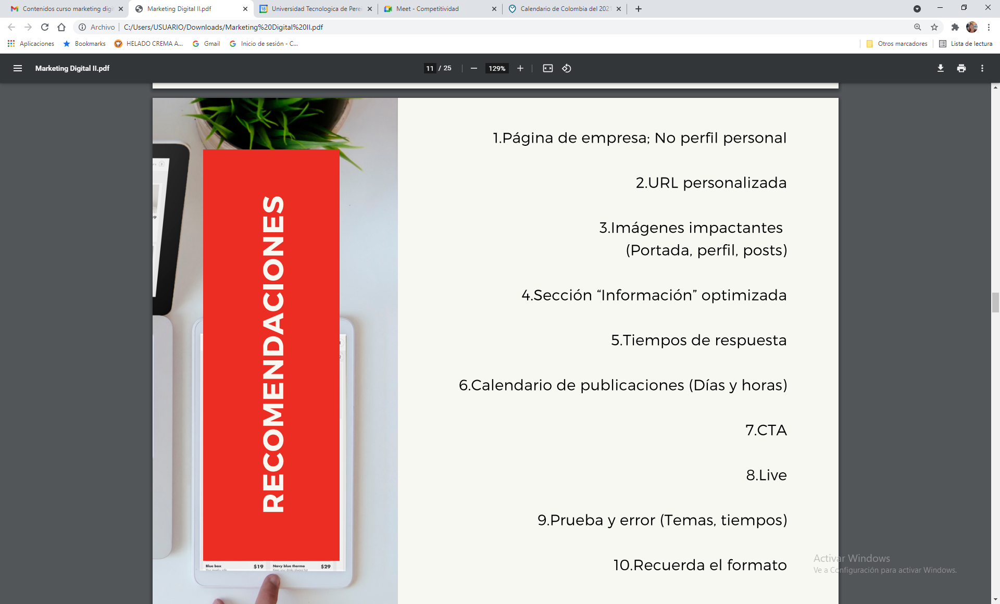 Contenidos curso marketing digi
Marketing Digital II.pdf
Universidad Tecnologica de Perei
Meet - Competitividad
Calendario de Colombia del 2021
Archivo
C:/Users/USUARIO/Downloads/Marketing%20Digital%20II.pdf
Aplicaciones
Bookmarks
HELADO CREMA A...
Gmail
Inicio de sesión - C...
Otros marcadores
Lista de lectura
Marketing Digital II.pdf
11 / 25
129%
RECOMENDACIONES
1.Página de empresa; No perfil personal
2.URL personalizada
3.Imágenes impactantes
(Portada, perfil, posts)
4.Sección “Información” optimizada
5.Tiempos de respuesta
6.Calendario de publicaciones (Días y horas)
7.CTA
8.Live
9.Prueba y error (Temas, tiempos)
10.Recuerda el formato
Blue box $19
Navy blue thermo $29
Activar Windows
Ve a Configuración para activar Windows.